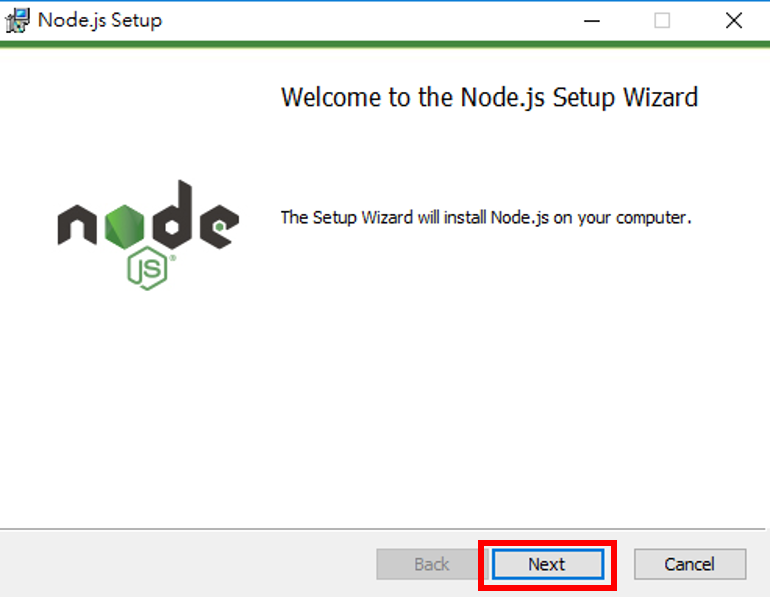 Node.js Setup
Welcome to the Node.js Setup Wizard
The Setup Wizard will install Node.js on your computer.
node
JS®
Back
Next
Cancel